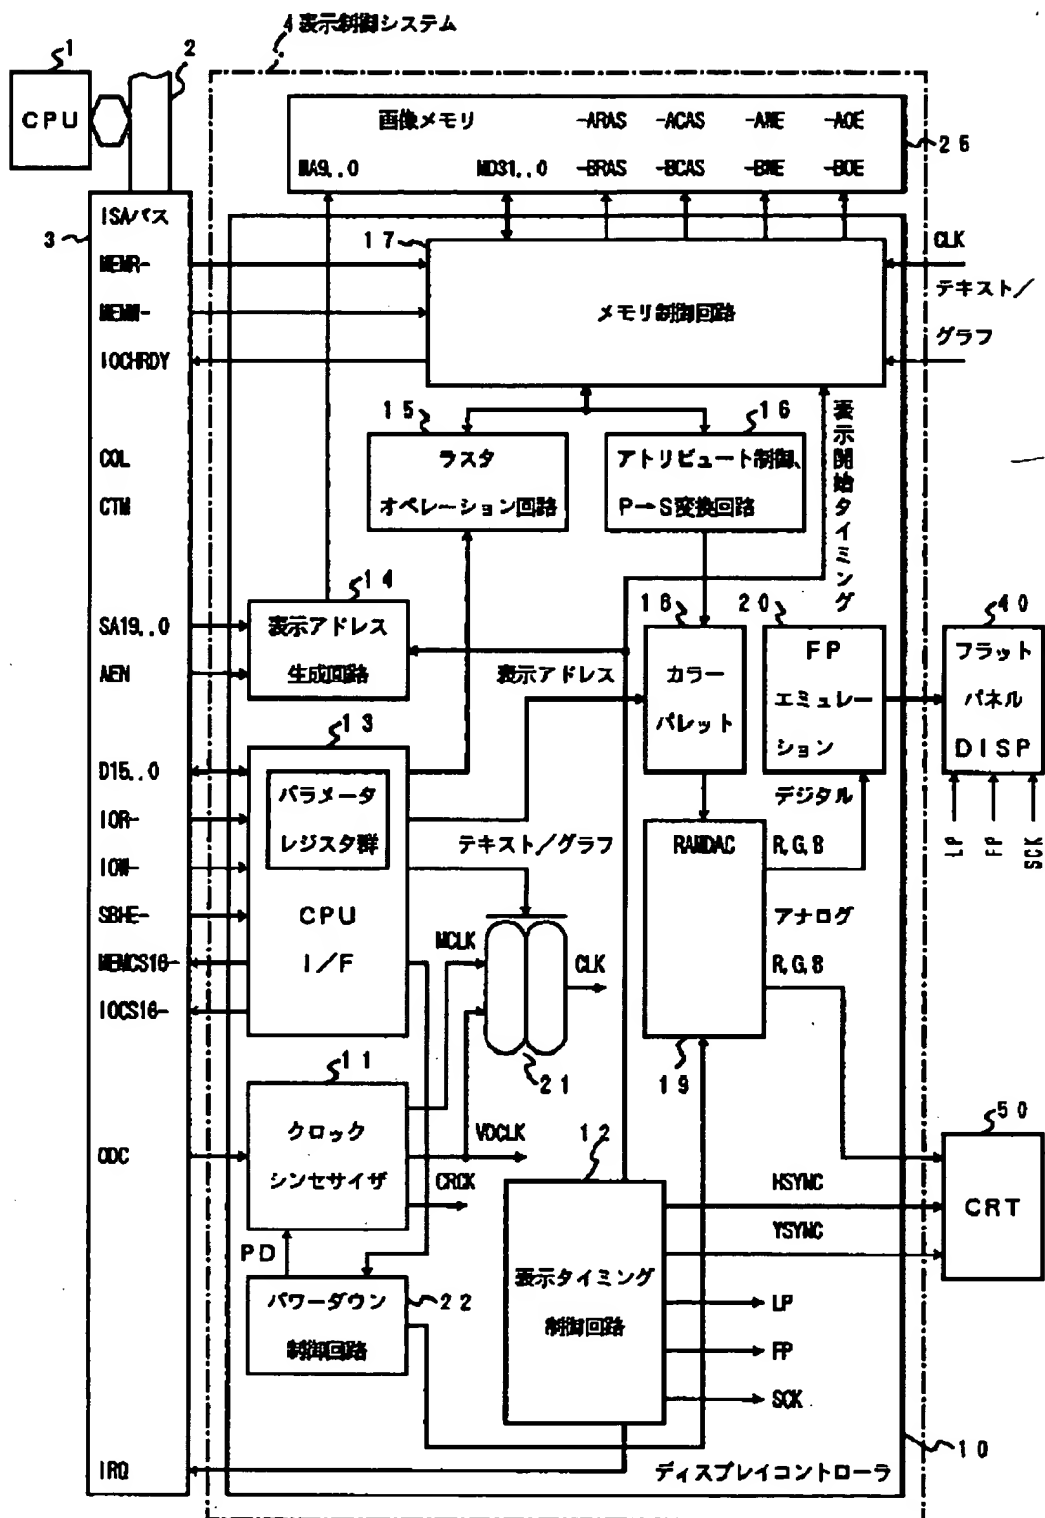 4 表示制御システム
1
2
CPU
画像メモリ
-ARAS
-ACAS
-AWE
-AOE
MA9..0
MD31..0
-BRAS
-BCAS
-BWE
-BOE
25
ISAバス
3
17
CLK
MEMR-
テキスト／
メモリ制御回路
MEMW-
グラフ
IOCHRDY
15
16
表示開始タイミング
COL
ラスタ
オペレーション回路
アトリビュート制御、
P→S変換回路
CTM
14
18
20
40
SA19..0
表示アドレス
生成回路
AEN
表示アドレス
カラー
パレット
FP
エミュレー
ション
フラット
パネル
DISP
13
D15..0
パラメータ
レジスタ群
デジタル
IOR-
テキスト／グラフ
RAMDAC
R,G,B
LP
FP
SCK
IOW-
SBHE-
CPU
I/F
アナログ
R,G,B
MEMCS16-
MCLK
CLK
IOCS16-
11
21
19
50
クロック
シンセサイザ
ODC
VDCLK
12
CRCK
HSYNC
CRT
YSYNC
PD
パワーダウン
制御回路
22
表示タイミング
制御回路
LP
FP
SCK
10
IRQ
ディスプレイコントローラ